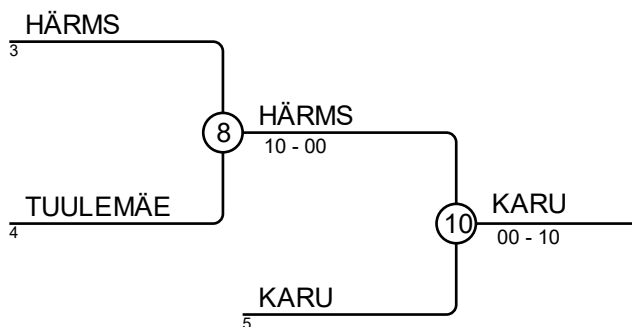 HÄRMS
3
8
HÄRMS
10 - 00
TUULEMÄE
4
10
KARU
00 - 10
KARU
5